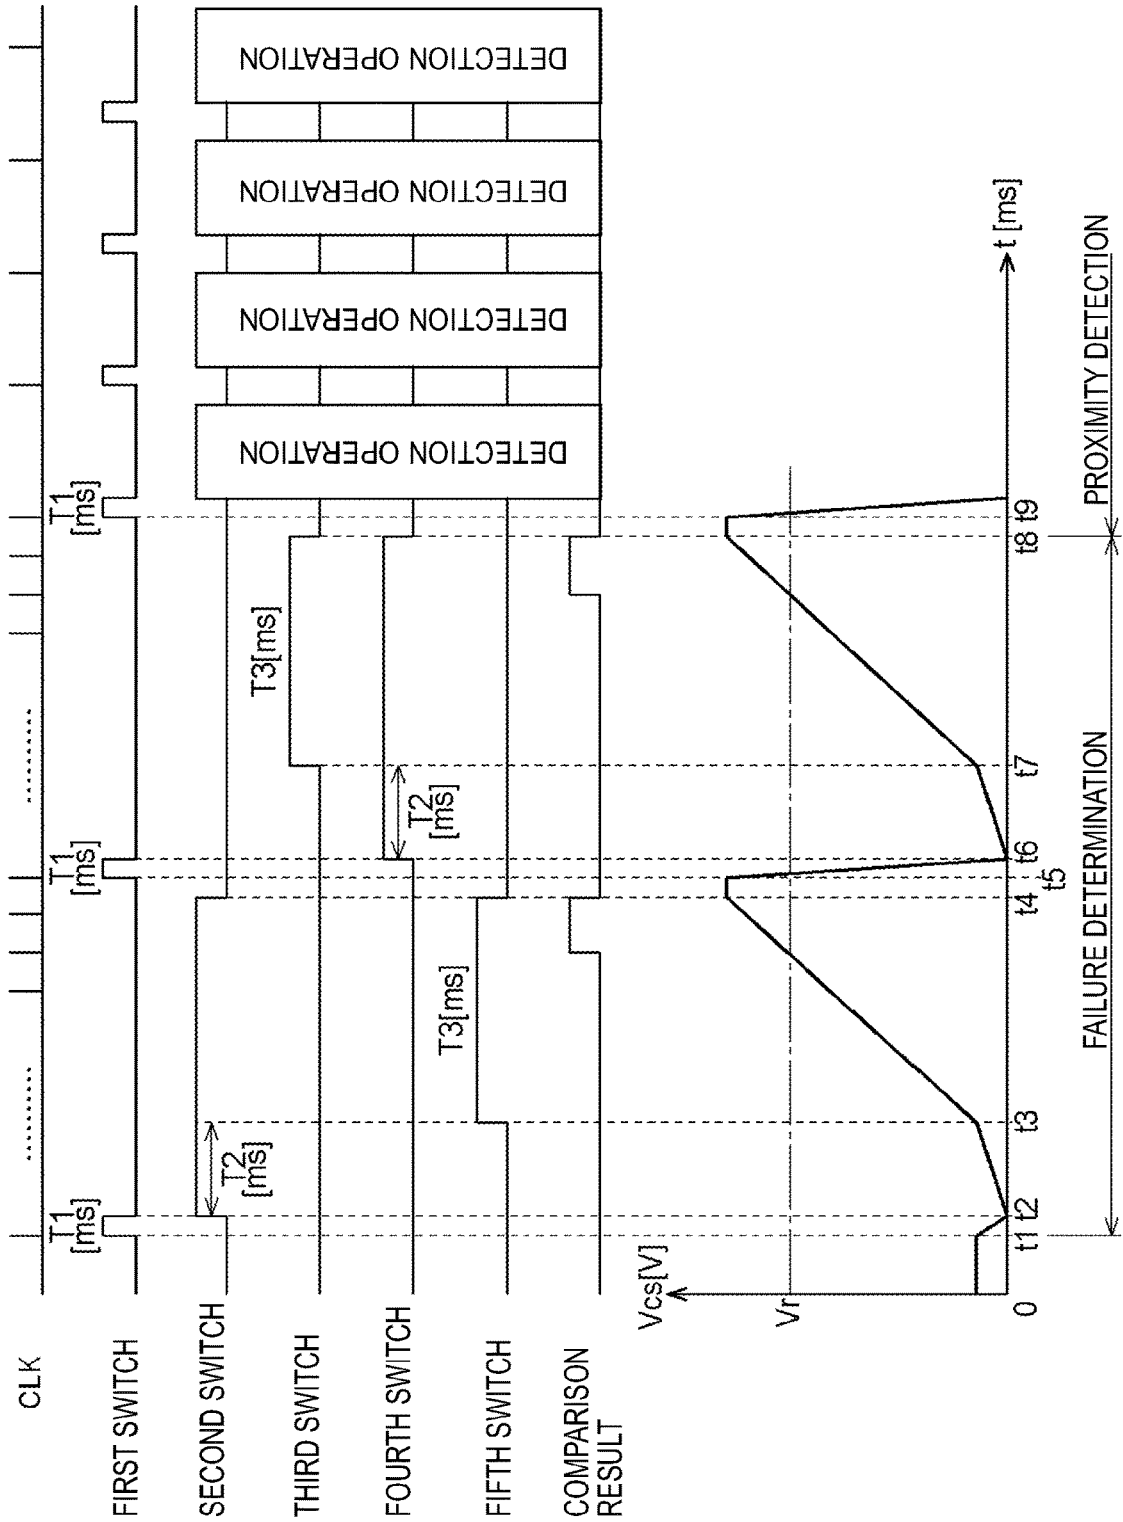 CLK
T1
[ms]
T1
[ms]
T1
[ms]
FIRST SWITCH
SECOND SWITCH
T2
[ms]
THIRD SWITCH
T3[ms]
FOURTH SWITCH
T2
[ms]
FIFTH SWITCH
T3[ms]
COMPARISON
RESULT
DETECTION OPERATION
DETECTION OPERATION
DETECTION OPERATION
DETECTION OPERATION
Vcs[V]
Vr
0
t1
t2
t3
t4
t5
t6
t7
t8
t9
t [ms]
FAILURE DETERMINATION
PROXIMITY DETECTION